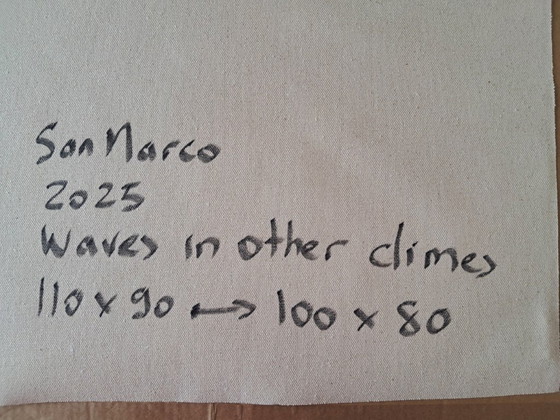 San Marco
2025
Waves in other climes
110 x 90 ⟷ 100 x 80